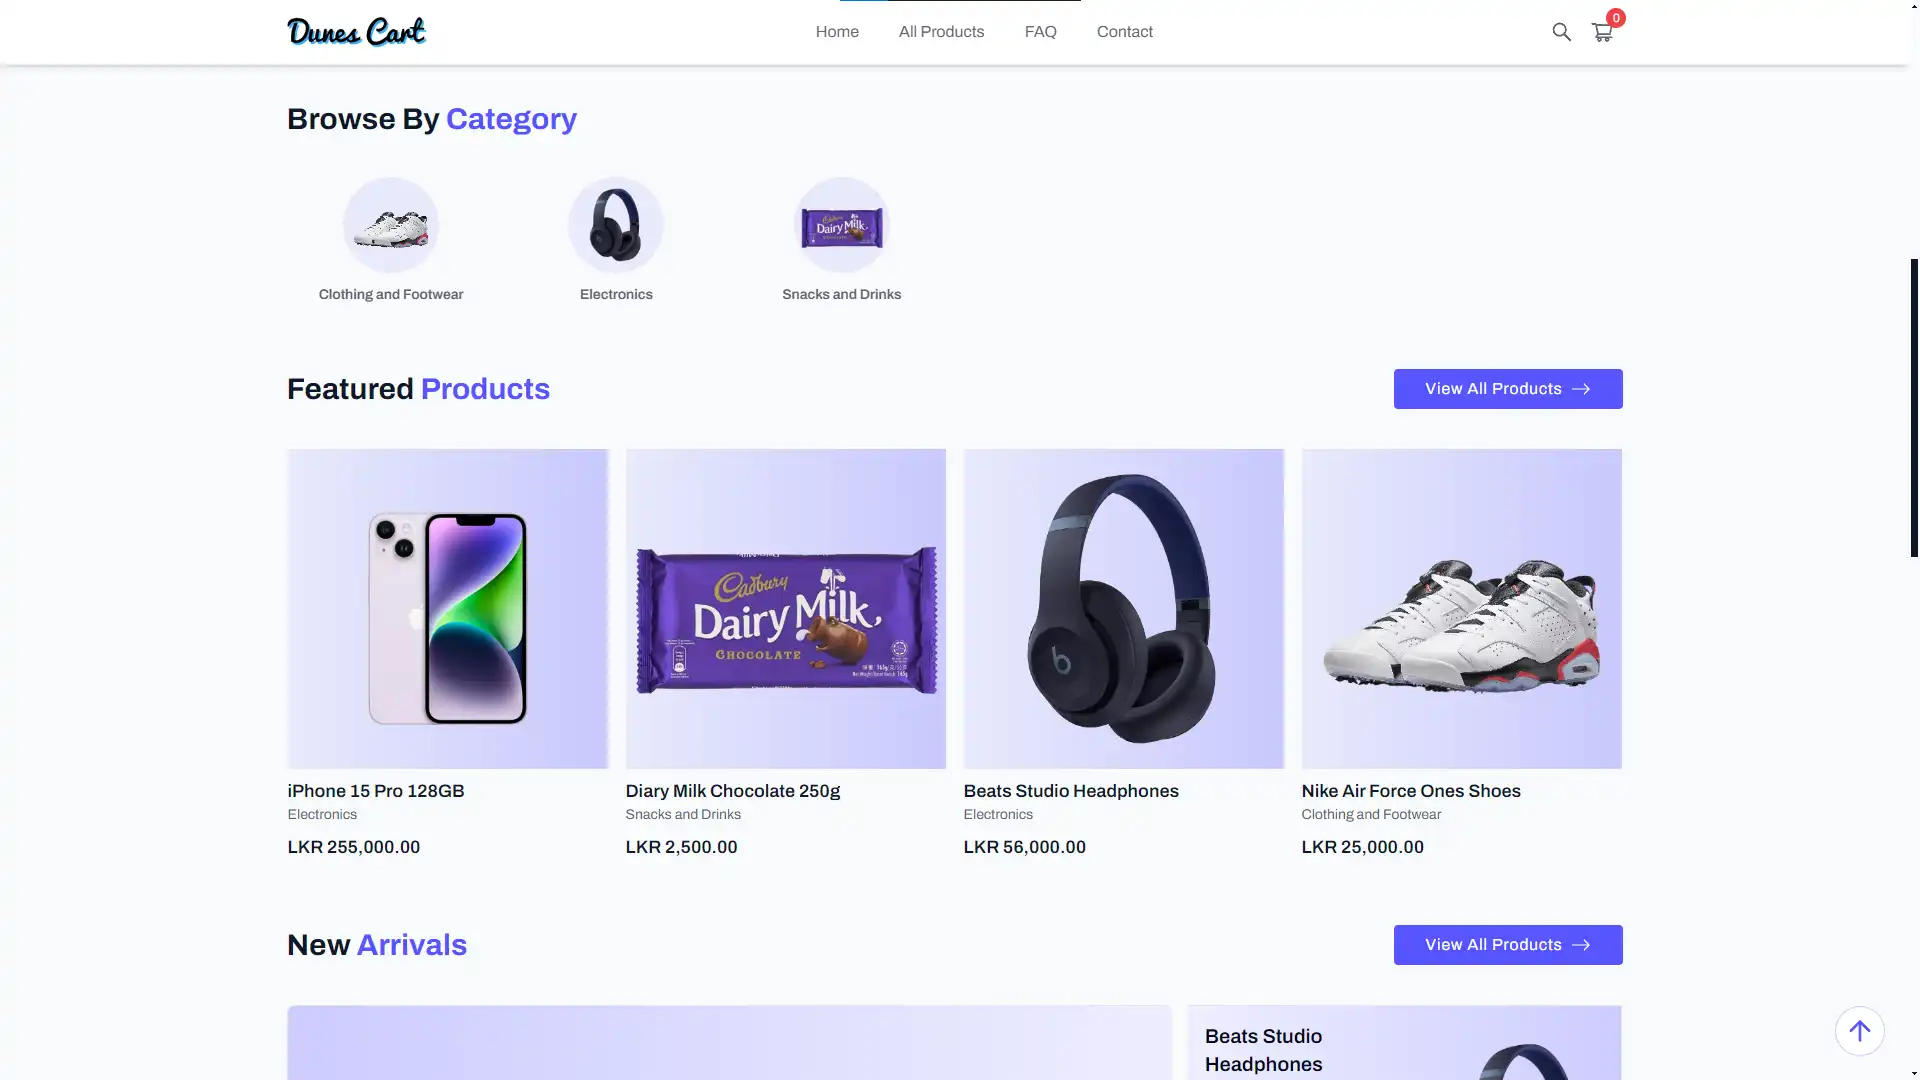 Dunes Cart
Home
All Products
FAQ
Contact
0
Browse By Category
Clothing and Footwear
Electronics
Snacks and Drinks
Dairy Milk
Featured Products
View All Products
Cadbury
Dairy Milk
CHOCOLATE
iPhone 15 Pro 128GB
Electronics
LKR 255,000.00
Diary Milk Chocolate 250g
Snacks and Drinks
LKR 2,500.00
Beats Studio Headphones
Electronics
LKR 56,000.00
Nike Air Force Ones Shoes
Clothing and Footwear
LKR 25,000.00
New Arrivals
View All Products
Beats Studio
Headphones